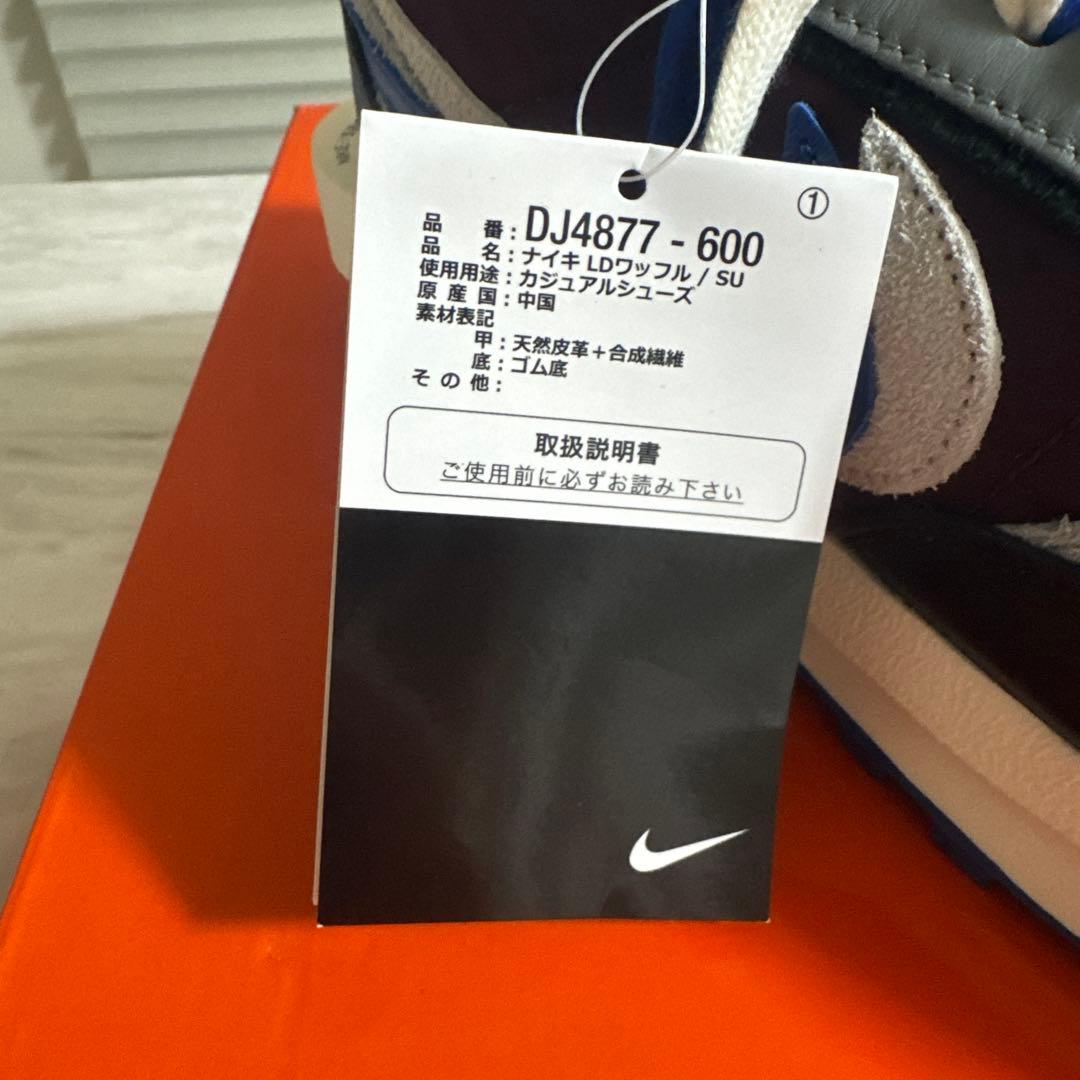 ①
品 番：DJ4877 - 600
品 名：ナイキ LDワッフル / SU
使用用途：カジュアルシューズ
原 産 国：中国
素材表記
甲：天然皮革＋合成繊維
底：ゴム底
そ の 他：
取扱説明書
ご使用前に必ずお読み下さい